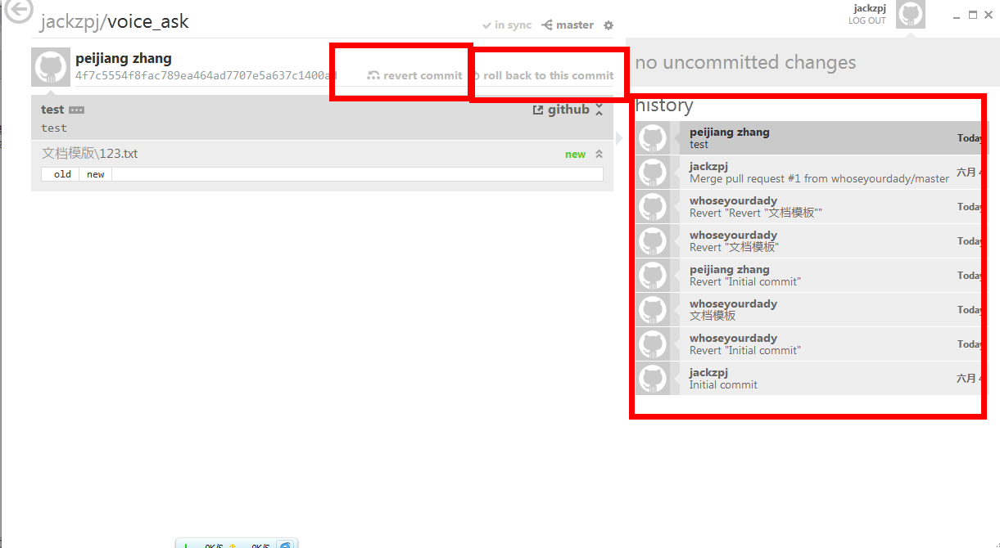 jackzpj/voice_ask
in sync
master
jackzpj
LOG OUT
peijiang zhang
4f7c5554f8fac789ea464ad7707e5a637c1400ad
revert commit
roll back to this commit
no uncommitted changes
test
github
test
文档模版\123.txt
new
old
new
history
peijiang zhang
test
Today
jackzpj
Merge pull request #1 from whoseyourdady/master
六月 4
whoseyourdady
Revert "Revert "文档模板""
Today
whoseyourdady
Revert "文档模板"
Today
peijiang zhang
Revert "Initial commit"
Today
whoseyourdady
文档模板
Today
whoseyourdady
Revert "Initial commit"
Today
jackzpj
Initial commit
六月 4
0K/S
0K/S